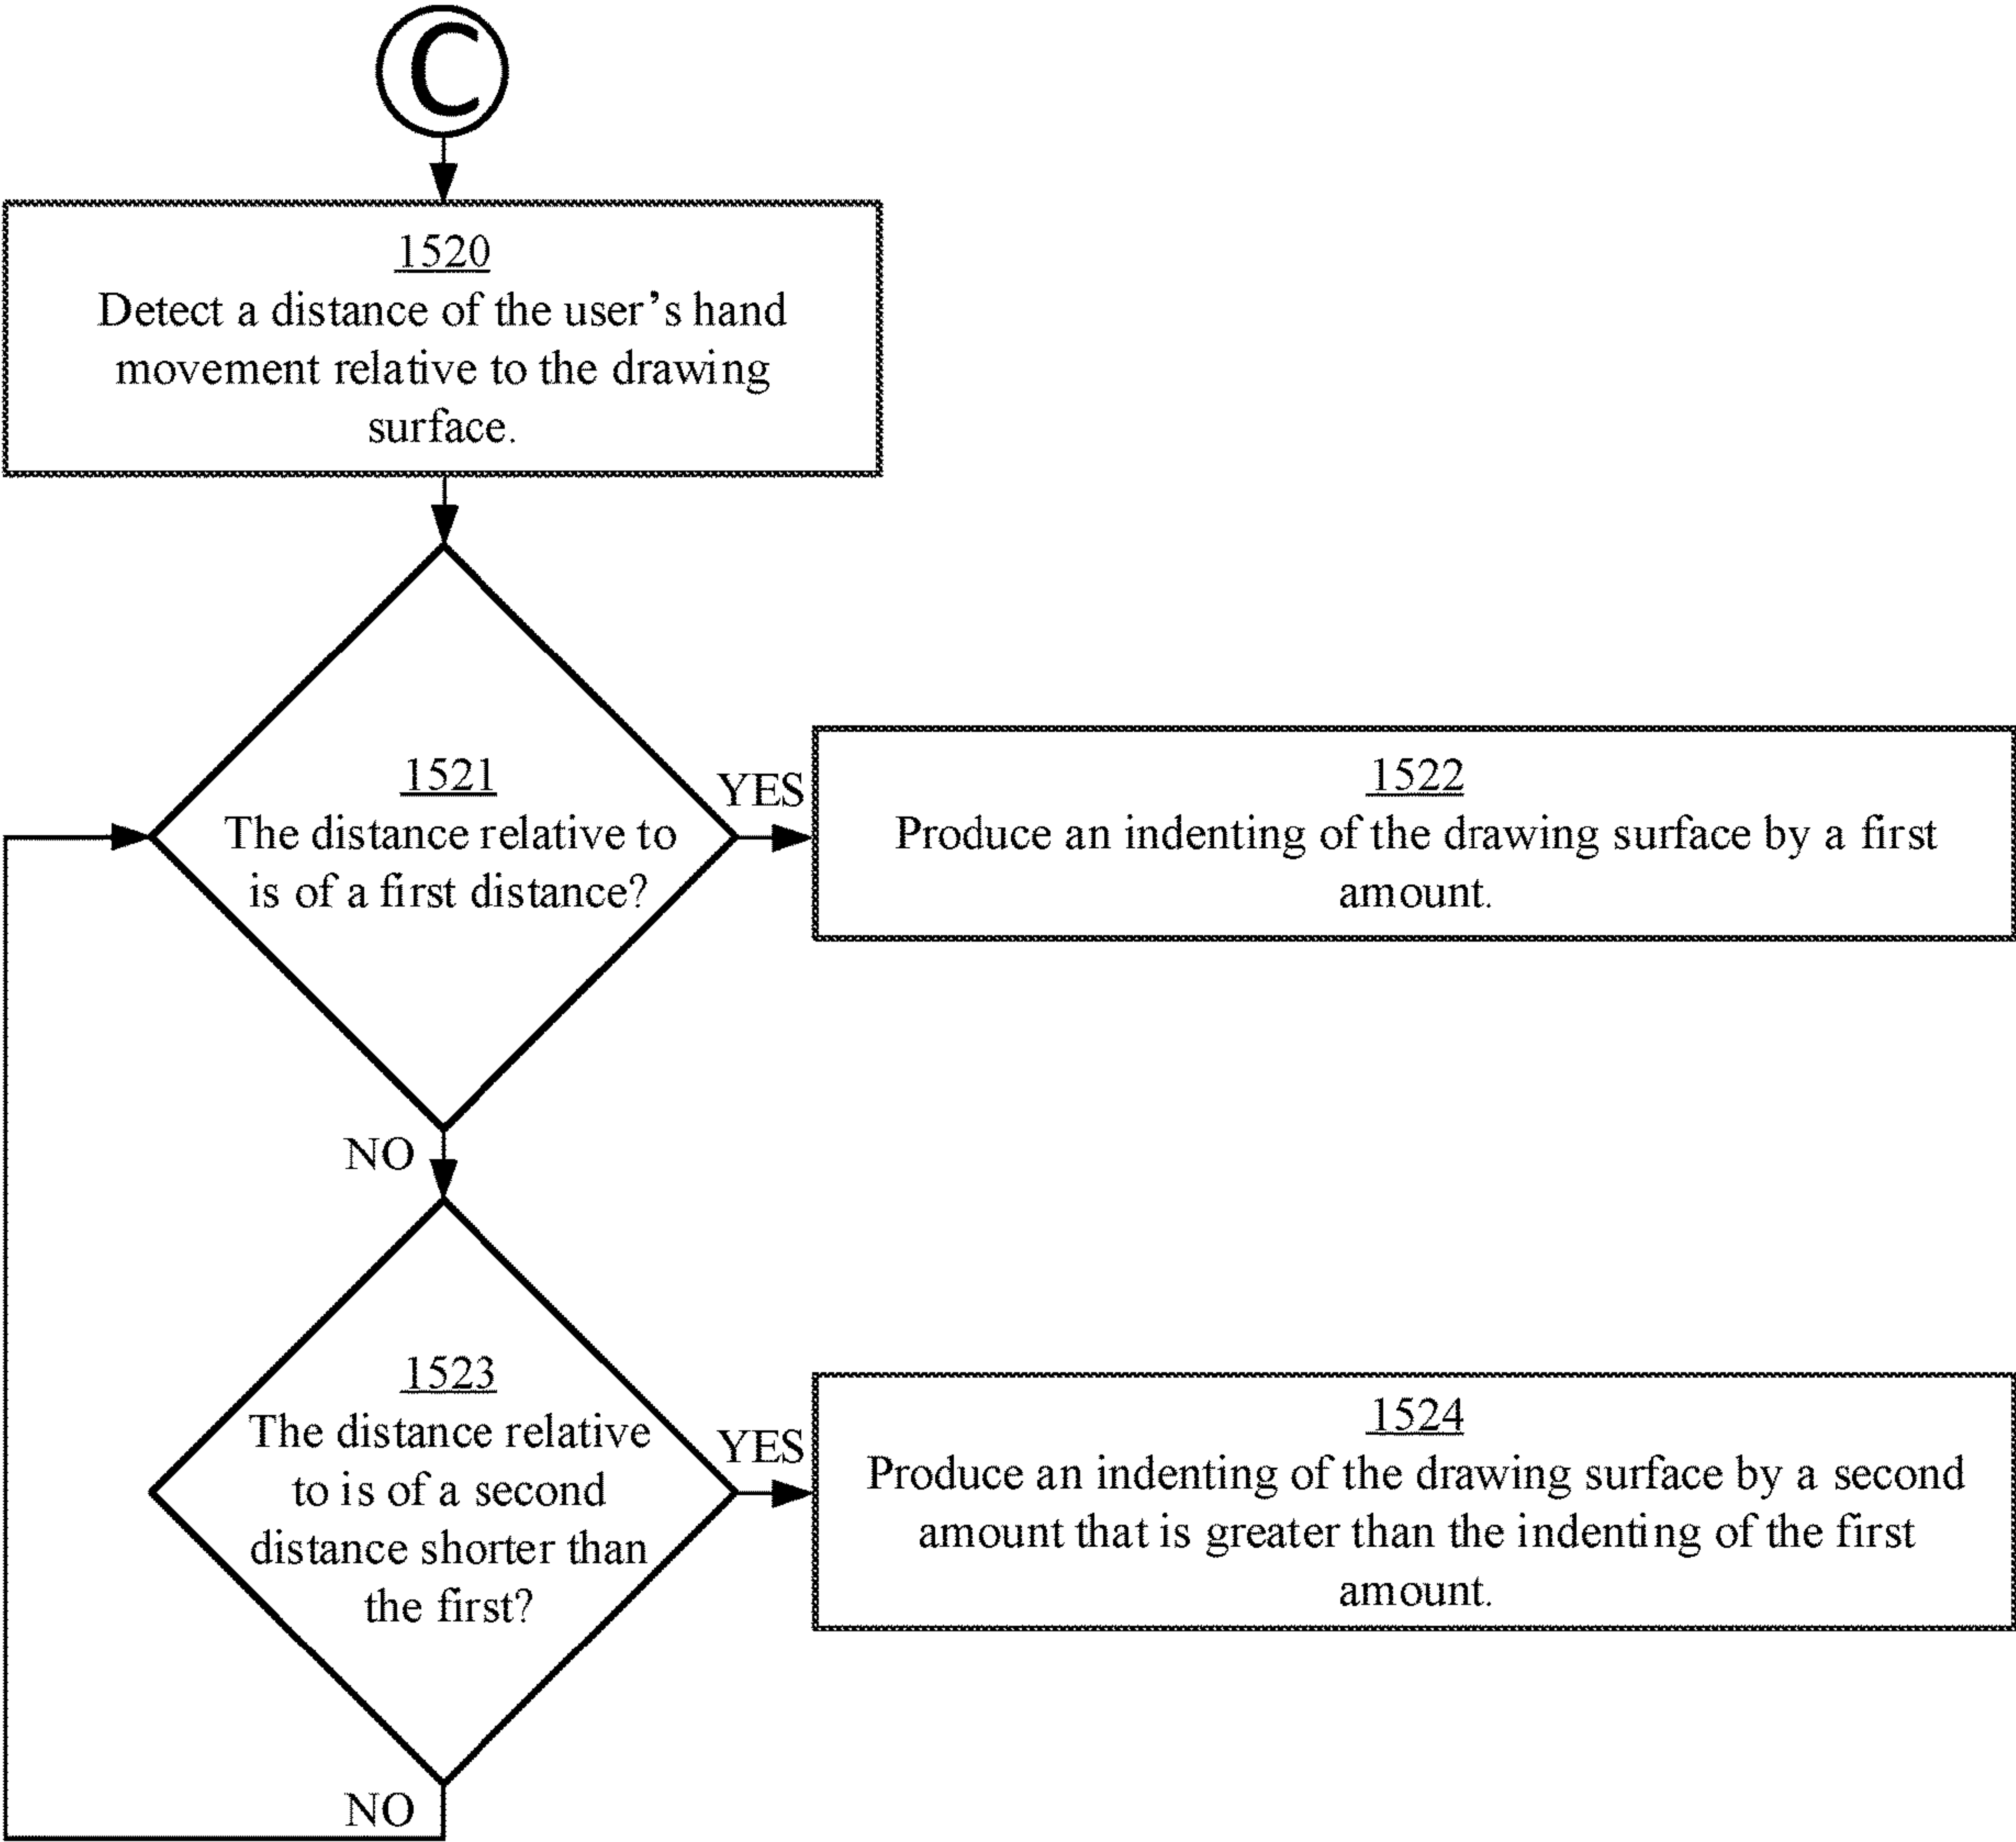 C
1520
Detect a distance of the user's hand
movement relative to the drawing
surface.
1521
The distance relative to
is of a first distance?
YES
1522
Produce an indenting of the drawing surface by a first
amount.
NO
1523
The distance relative
to is of a second
distance shorter than
the first?
YES
1524
Produce an indenting of the drawing surface by a second
amount that is greater than the indenting of the first
amount.
NO